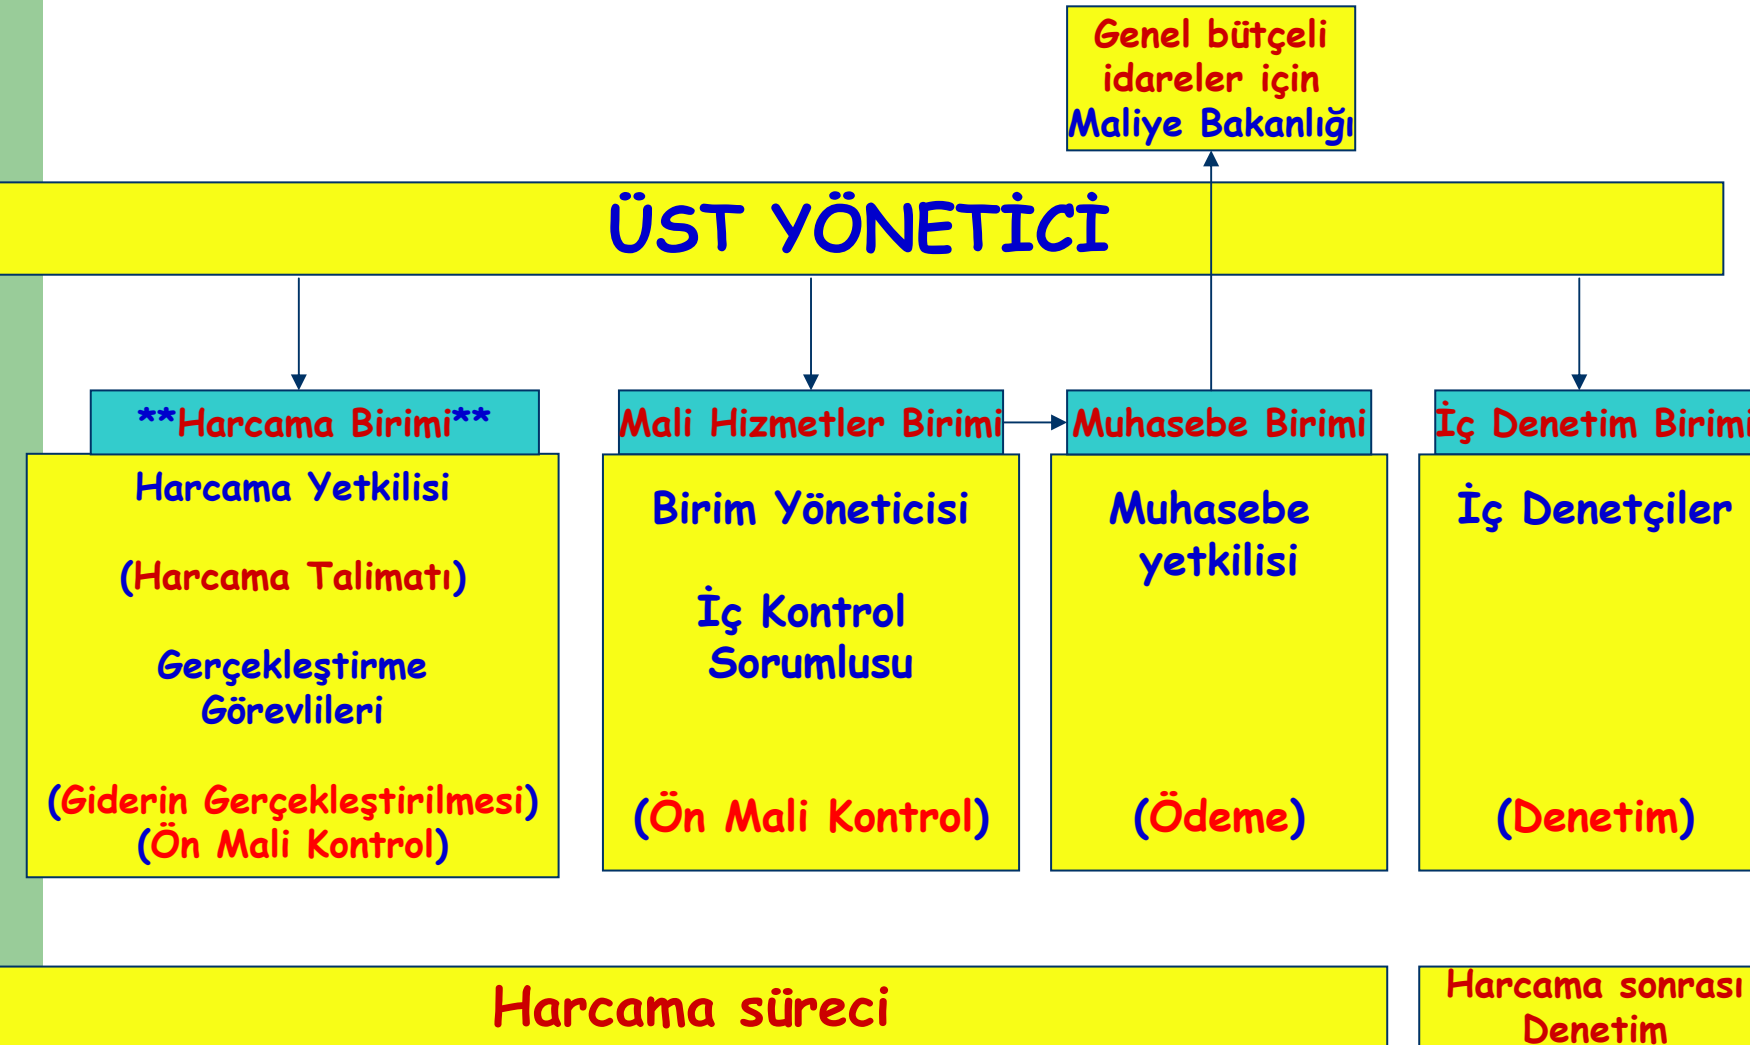 Genel bütçeli
idareler için
Maliye Bakanlığı
ÜST YÖNETİCİ
**Harcama Birimi**
Harcama Yetkilisi
(Harcama Talimatı)
Gerçekleştirme
Görevlileri
(Giderin Gerçekleştirilmesi)
(Ön Mali Kontrol)
Mali Hizmetler Birimi
Birim Yöneticisi
İç Kontrol
Sorumlusu
(Ön Mali Kontrol)
Muhasebe Birimi
Muhasebe
yetkilisi
(Ödeme)
İç Denetim Birimi
İç Denetçiler
(Denetim)
Harcama süreci
Harcama sonrası
Denetim